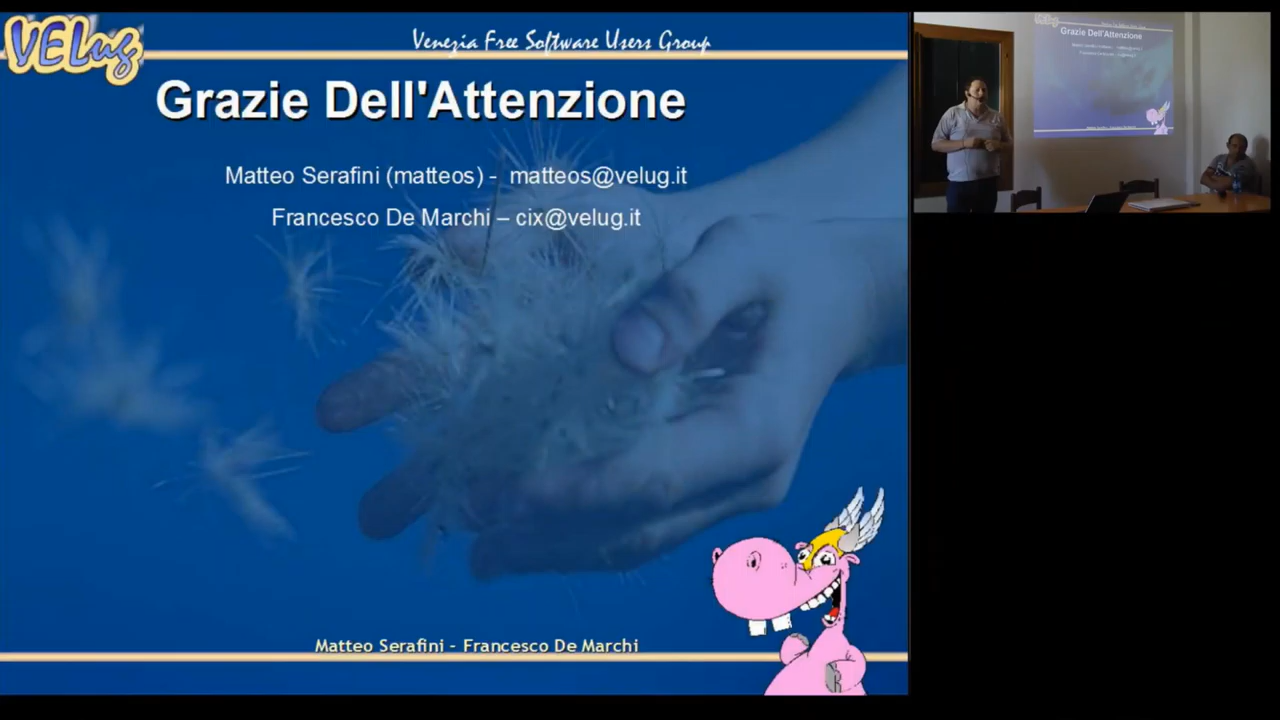 VELug
Venezia Free Software Users Group
Grazie Dell'Attenzione
Matteo Serafini (matteos) - matteos@velug.it
Francesco De Marchi – cix@velug.it
Matteo Serafini - Francesco De Marchi
Grazie Dell'Attenzione